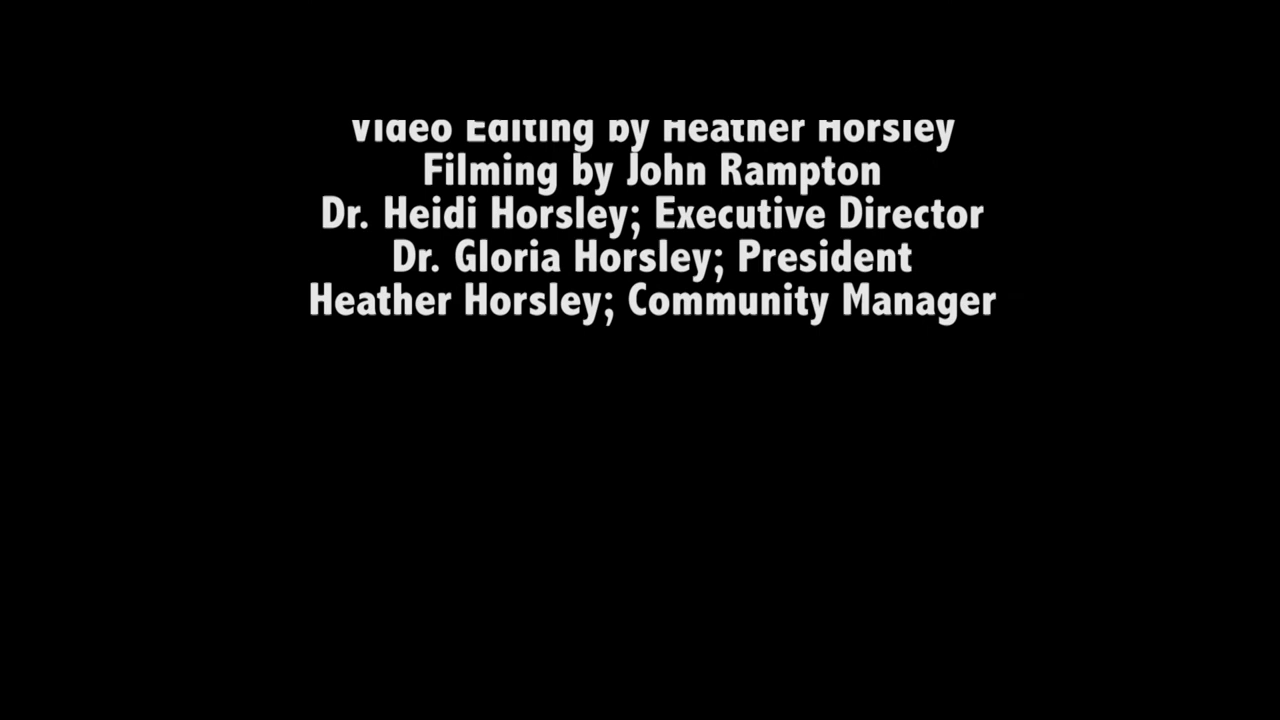 Video Editing by Heather Horsley
Filming by John Rampton
Dr. Heidi Horsley; Executive Director
Dr. Gloria Horsley; President
Heather Horsley; Community Manager